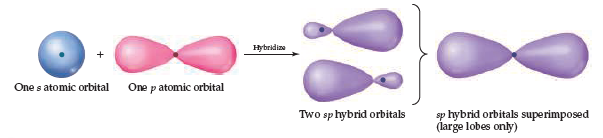 +
Hybridize
One s atomic orbital
One p atomic orbital
Two sp hybrid orbitals
sp hybrid orbitals superimposed
(large lobes only)